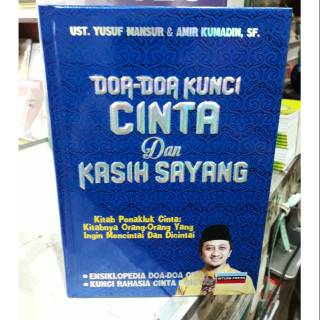 UST. YUSUF MANSUR & AMIR KUMADIN, SF.
DOA-DOA KUNCI
CINTA
Dan
KASIH SAYANG
Kitab Penakluk Cinta:
Kitabnya Orang-Orang Yang
Ingin Mencintai Dan Dicintai
• ENSIKLOPEDIA DOA-DOA
• KUNCI RAHASIA CINTA